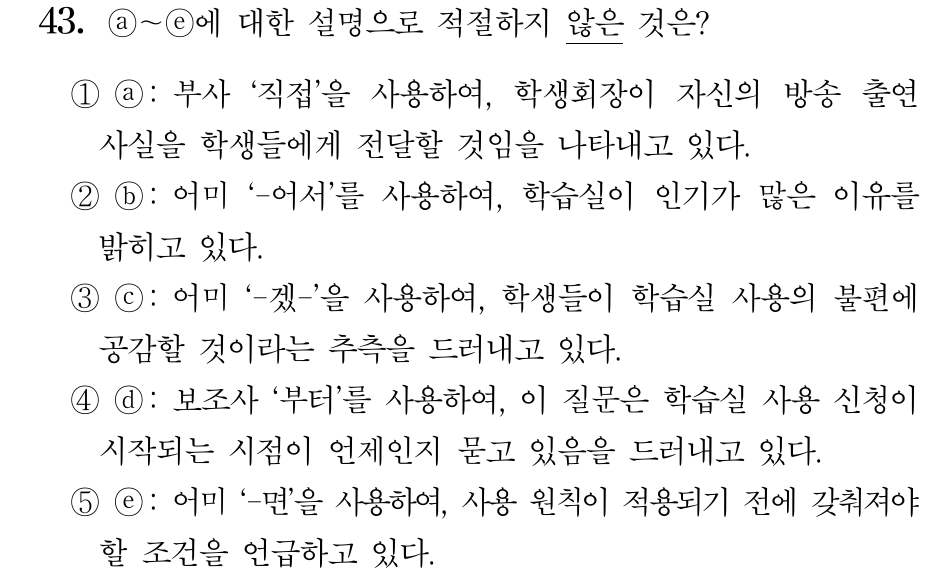 43. ⓐ~ⓔ에 대한 설명으로 적절하지 않은 것은?
① ⓐ: 부사 ‘직접’을 사용하여, 학생회장이 자신의 방송 출연
사실을 학생들에게 전달할 것임을 나타내고 있다.
② ⓑ: 어미 ‘-어서’를 사용하여, 학습실이 인기가 많은 이유를
밝히고 있다.
③ ⓒ: 어미 ‘-겠-’을 사용하여, 학생들이 학습실 사용의 불편에
공감할 것이라는 추측을 드러내고 있다.
④ ⓓ: 보조사 ‘부터’를 사용하여, 이 질문은 학습실 사용 신청이
시작되는 시점이 언제인지 묻고 있음을 드러내고 있다.
⑤ ⓔ: 어미 ‘-면’을 사용하여, 사용 원칙이 적용되기 전에 갖춰져야
할 조건을 언급하고 있다.